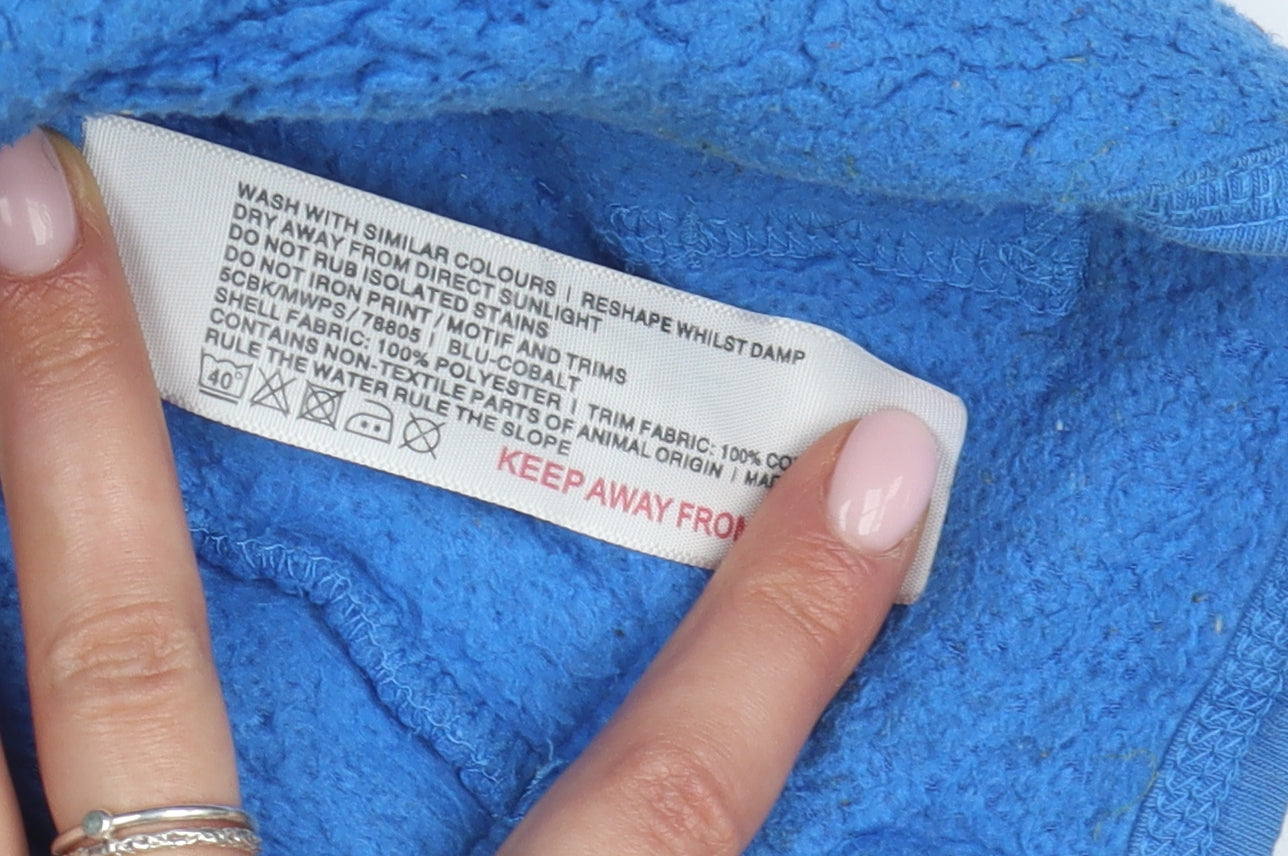 WASH WITH SIMILAR COLOURS | RESHAPE WHILST DAMP
DRY AWAY FROM DIRECT SUNLIGHT
DO NOT RUB ISOLATED STAINS
DO NOT IRON PRINT / MOTIF AND TRIMS
5CBK/MWPS/78805 | BLU-COBALT
SHELL FABRIC: 100% POLYESTER | TRIM FABRIC: 100%
CONTAINS NON-TEXTILE PARTS OF ANIMAL ORIGIN |
RULE THE WATER RULE THE SLOPE
40°
KEEP AWAY FROM